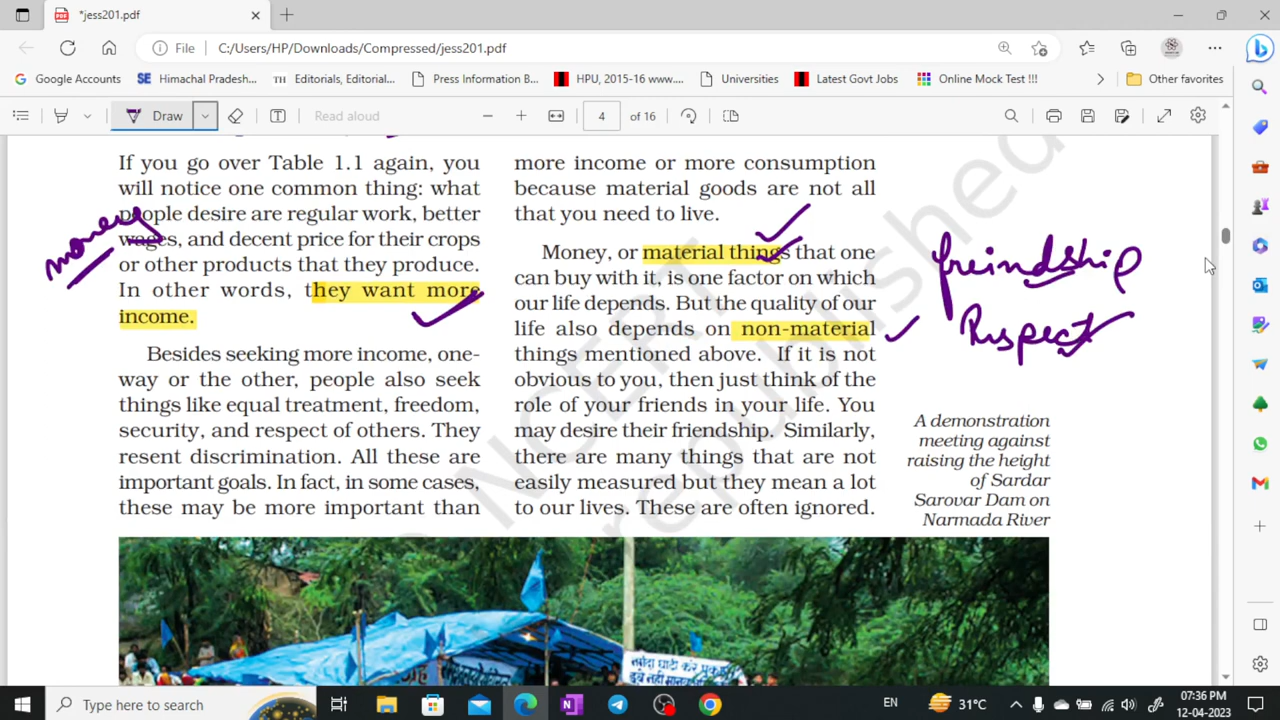 *jess201.pdf
File C:/Users/HP/Downloads/Compressed/jess201.pdf
Google Accounts Himachal Pradesh... Editorials, Editorial... Press Information B... HPU, 2015-16 www.... Universities Latest Govt Jobs Online Mock Test !!! Other favorites
Draw Read aloud 4 of 16
If you go over Table 1.1 again, you
will notice one common thing: what
people desire are regular work, better
wages, and decent price for their crops
or other products that they produce.
In other words, they want more
income.
money
Besides seeking more income, one-
way or the other, people also seek
things like equal treatment, freedom,
security, and respect of others. They
resent discrimination. All these are
important goals. In fact, in some cases,
these may be more important than
more income or more consumption
because material goods are not all
that you need to live.
Money, or material things that one
can buy with it, is one factor on which
our life depends. But the quality of our
life also depends on non-material
things mentioned above. If it is not
obvious to you, then just think of the
role of your friends in your life. You
may desire their friendship. Similarly,
there are many things that are not
easily measured but they mean a lot
to our lives. These are often ignored.
freindship
Respect
A demonstration
meeting against
raising the height
of Sardar
Sarovar Dam on
Narmada River
NCERT
republished
Type here to search
EN 31°C 07:36 PM
12-04-2023